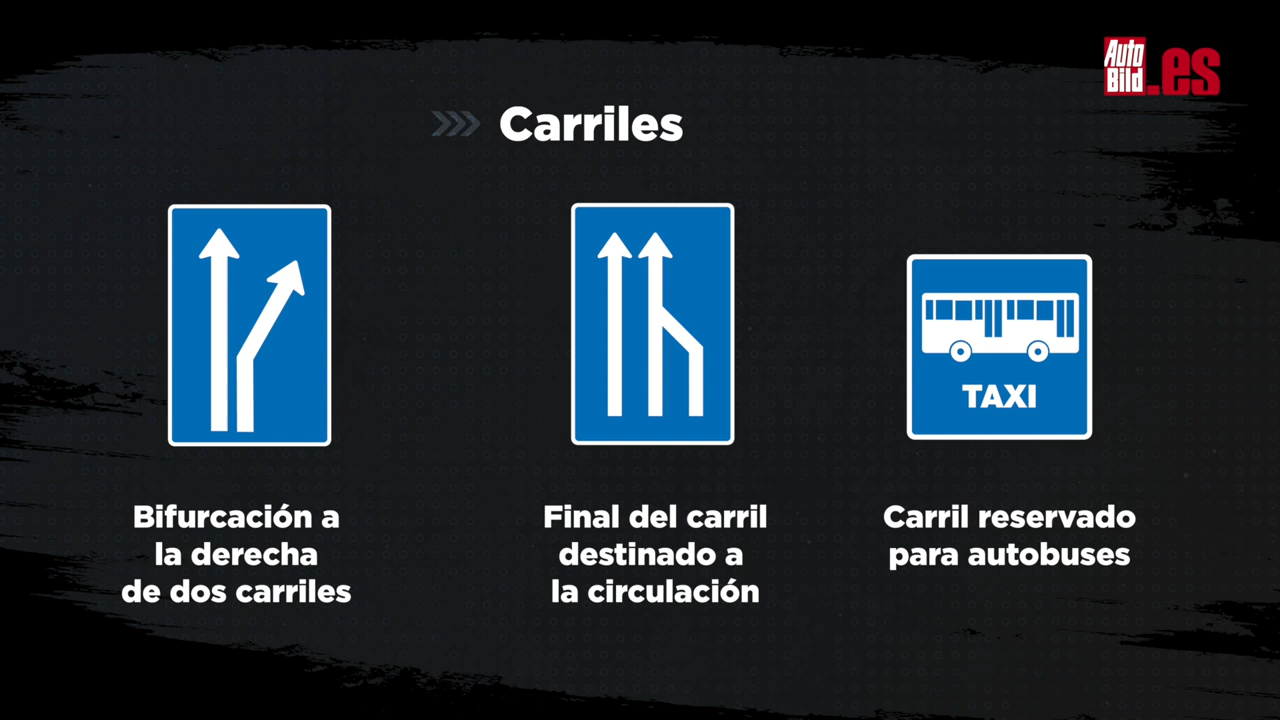 Auto
Bild.es
Carriles
TAXI
Bifurcación a
la derecha
de dos carriles
Final del carril
destinado a
la circulación
Carril reservado
para autobuses